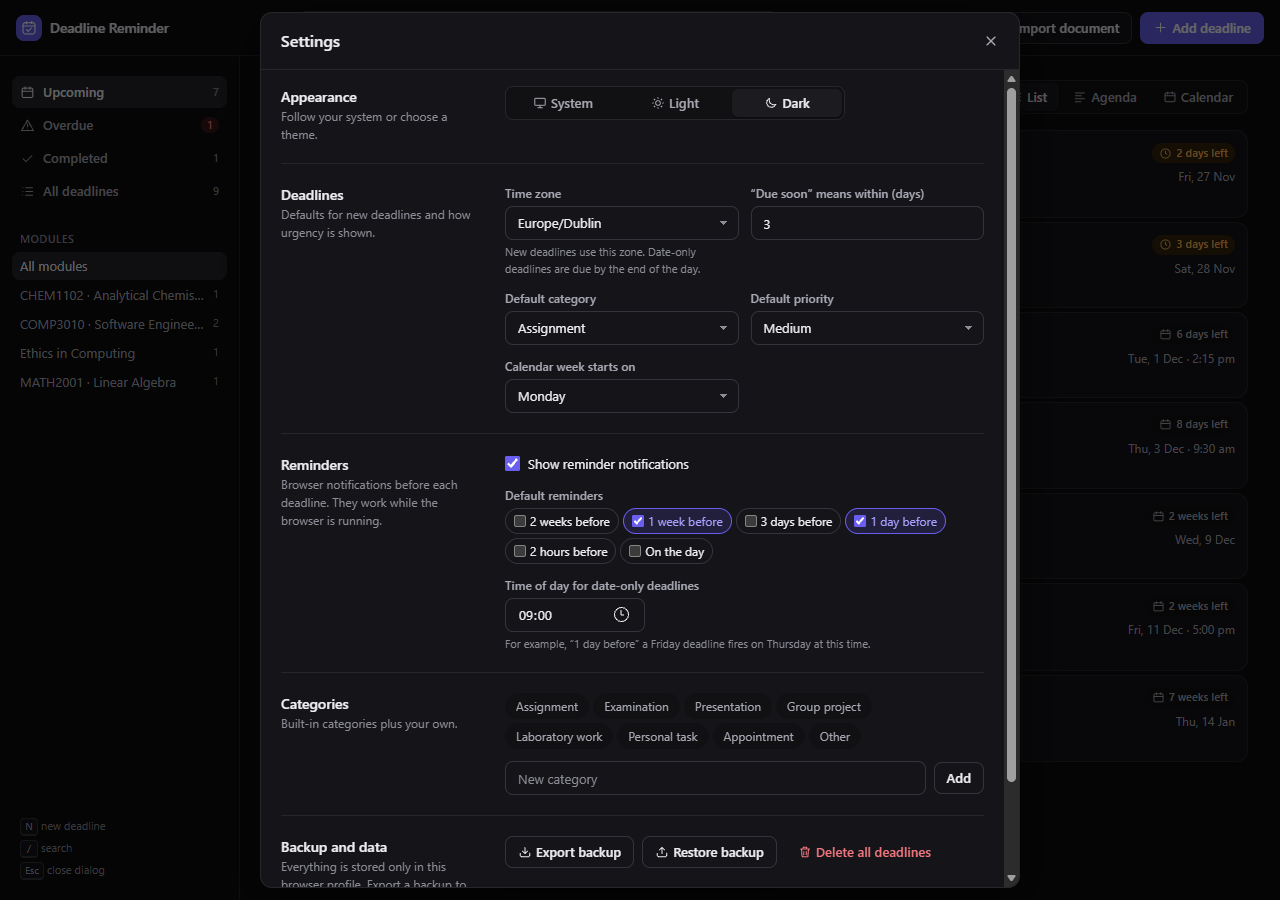 Deadline Reminder
mport document
Add deadline
Upcoming 7
Overdue 1
Completed 1
All deadlines 9
MODULES
All modules
CHEM1102 · Analytical Chemis... 1
COMP3010 · Software Enginee... 2
Ethics in Computing 1
MATH2001 · Linear Algebra 1
N new deadline
/ search
Esc close dialog
Settings
Appearance
Follow your system or choose a
theme.
System
Light
Dark
Deadlines
Defaults for new deadlines and how
urgency is shown.
Time zone
Europe/Dublin
New deadlines use this zone. Date-only
deadlines are due by the end of the day.
“Due soon” means within (days)
3
Default category
Assignment
Default priority
Medium
Calendar week starts on
Monday
Reminders
Browser notifications before each
deadline. They work while the
browser is running.
Show reminder notifications
Default reminders
2 weeks before
1 week before
3 days before
1 day before
2 hours before
On the day
Time of day for date-only deadlines
09:00
For example, “1 day before” a Friday deadline fires on Thursday at this time.
Categories
Built-in categories plus your own.
Assignment
Examination
Presentation
Group project
Laboratory work
Personal task
Appointment
Other
New category
Add
Backup and data
Everything is stored only in this
browser profile. Export a backup to
Export backup
Restore backup
Delete all deadlines
List
Agenda
Calendar
2 days left
Fri, 27 Nov
3 days left
Sat, 28 Nov
6 days left
Tue, 1 Dec · 2:15 pm
8 days left
Thu, 3 Dec · 9:30 am
2 weeks left
Wed, 9 Dec
2 weeks left
Fri, 11 Dec · 5:00 pm
7 weeks left
Thu, 14 Jan